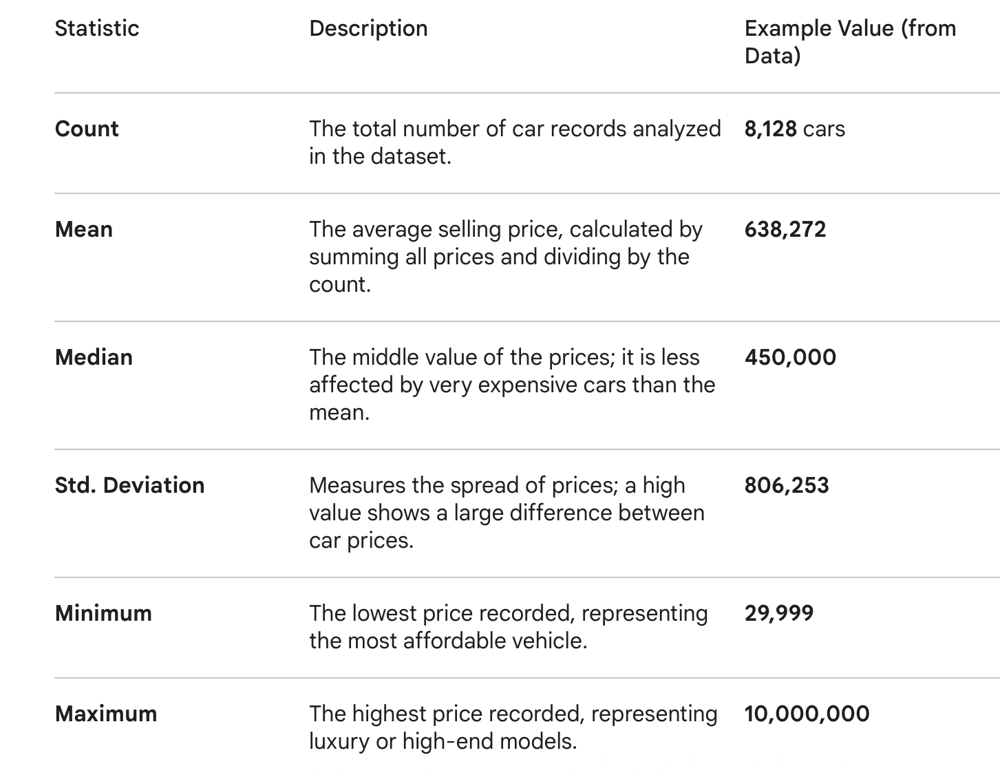 Statistic Description Example Value (from
Data)
Count The total number of car records analyzed 8,128 cars
in the dataset.
Mean The average selling price, calculated by 638,272
summing all prices and dividing by the
count.
Median The middle value of the prices; it is less 450,000
affected by very expensive cars than the
mean.
Std. Deviation Measures the spread of prices; a high 806,253
value shows a large difference between
car prices.
Minimum The lowest price recorded, representing 29,999
the most affordable vehicle.
Maximum The highest price recorded, representing 10,000,000
luxury or high-end models.